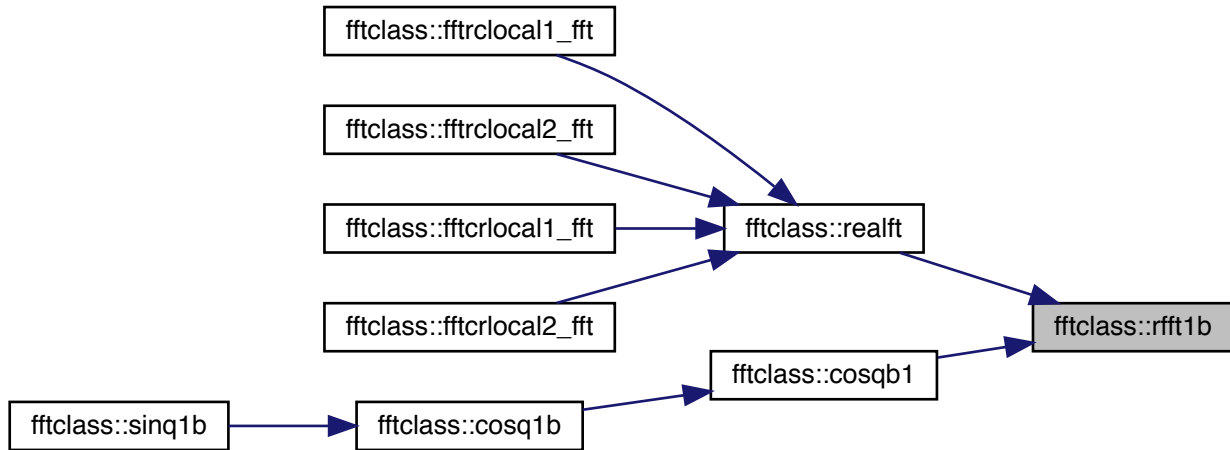 fftclass::fftrclocal1_fft
fftclass::fftrclocal2_fft
fftclass::fftcrlocal1_fft
fftclass::realft
fftclass::fftcrlocal2_fft
fftclass::rfft1b
fftclass::cosqb1
fftclass::sinq1b
fftclass::cosq1b